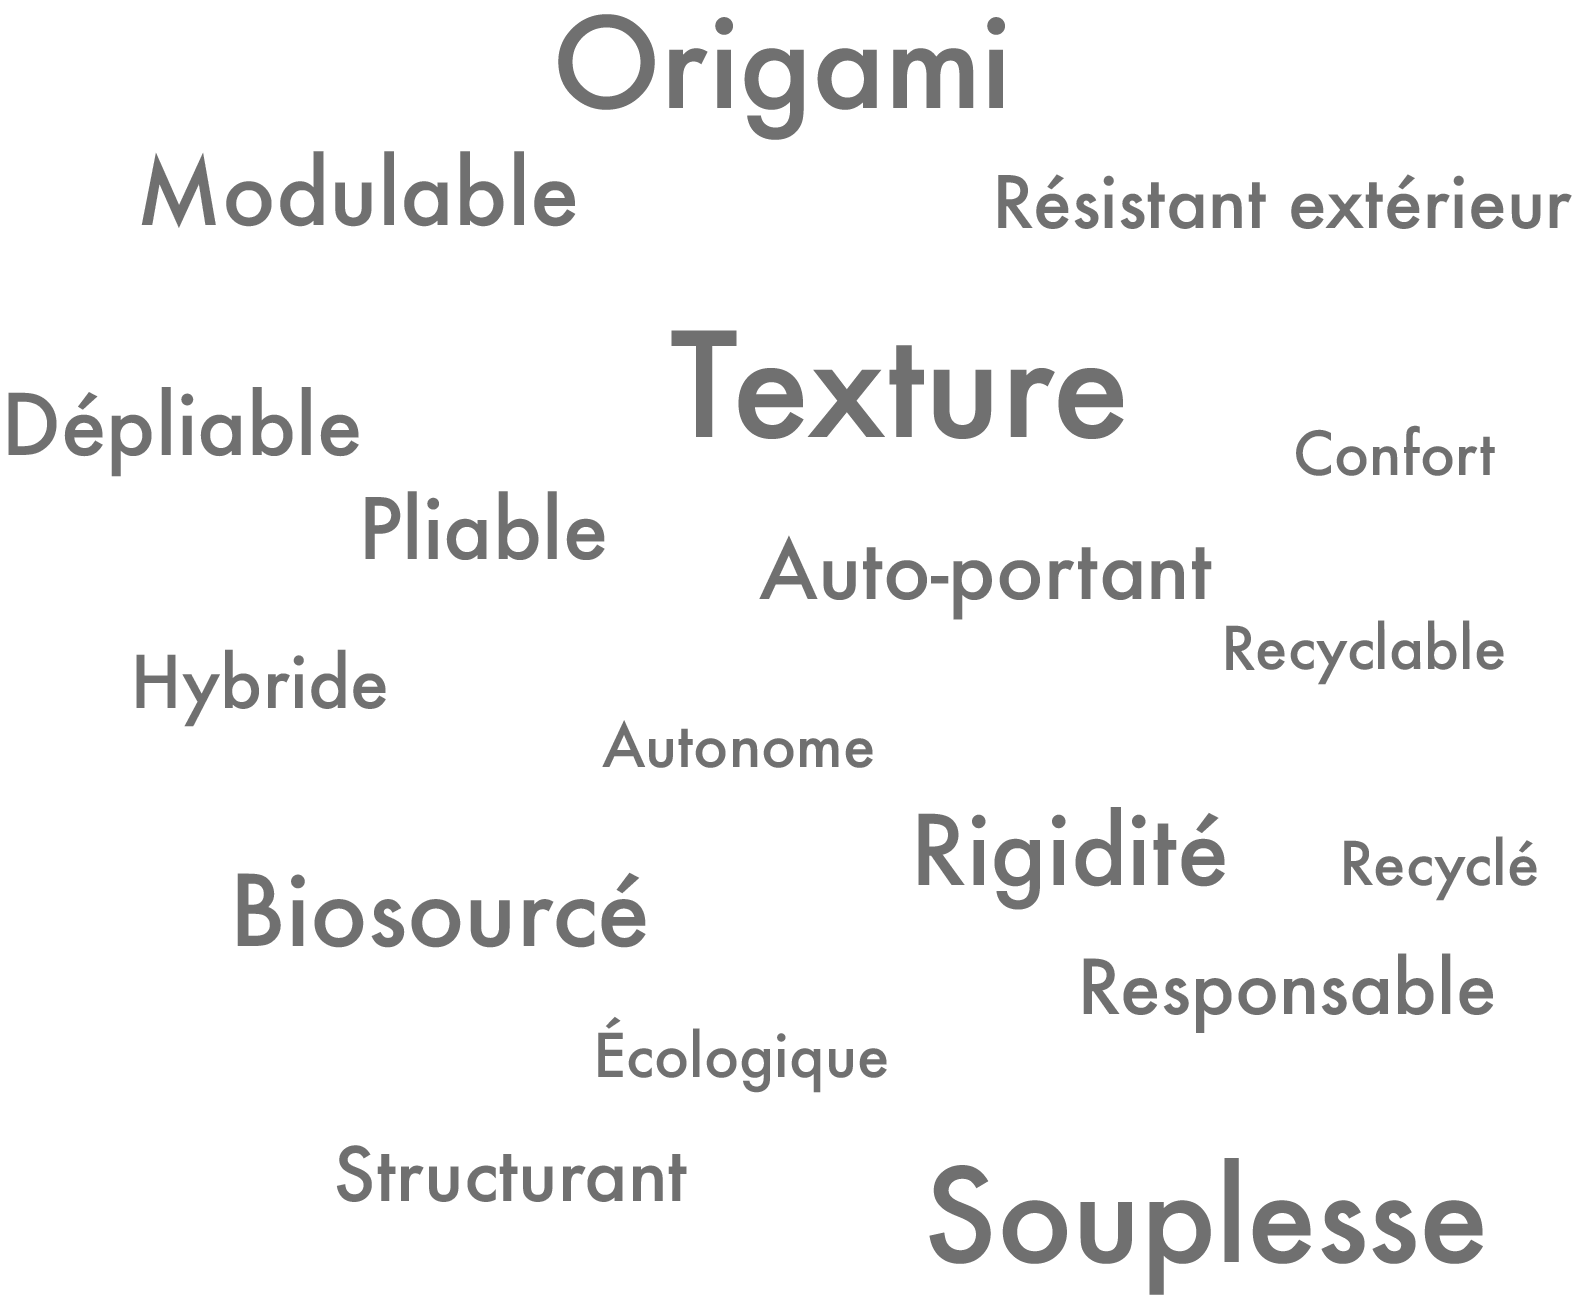 Origami
Modulable
Résistant extérieur
Texture
Dépliable
Confort
Pliable
Auto-portant
Recyclable
Hybride
Autonome
Rigidité
Recyclé
Biosourcé
Responsable
Écologique
Structurant
Souplesse